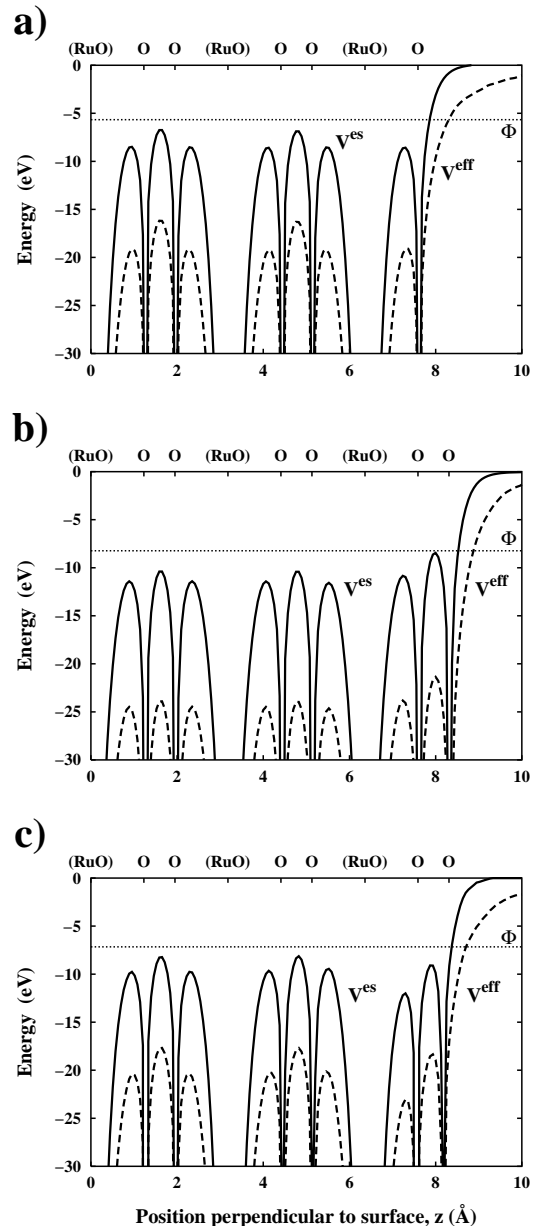 a)
(RuO) O O (RuO) O O (RuO) O
0
−5
−10
−15
−20
−25
−30
Energy (eV)
V^es
Φ
V^eff
0 2 4 6 8 10
b)
(RuO) O O (RuO) O O (RuO) O O
0
−5
−10
−15
−20
−25
−30
Energy (eV)
Φ
V^es
V^eff
0 2 4 6 8 10
c)
(RuO) O O (RuO) O O (RuO) O O
0
−5
−10
−15
−20
−25
−30
Energy (eV)
Φ
V^es
V^eff
0 2 4 6 8 10
Position perpendicular to surface, z (Å)